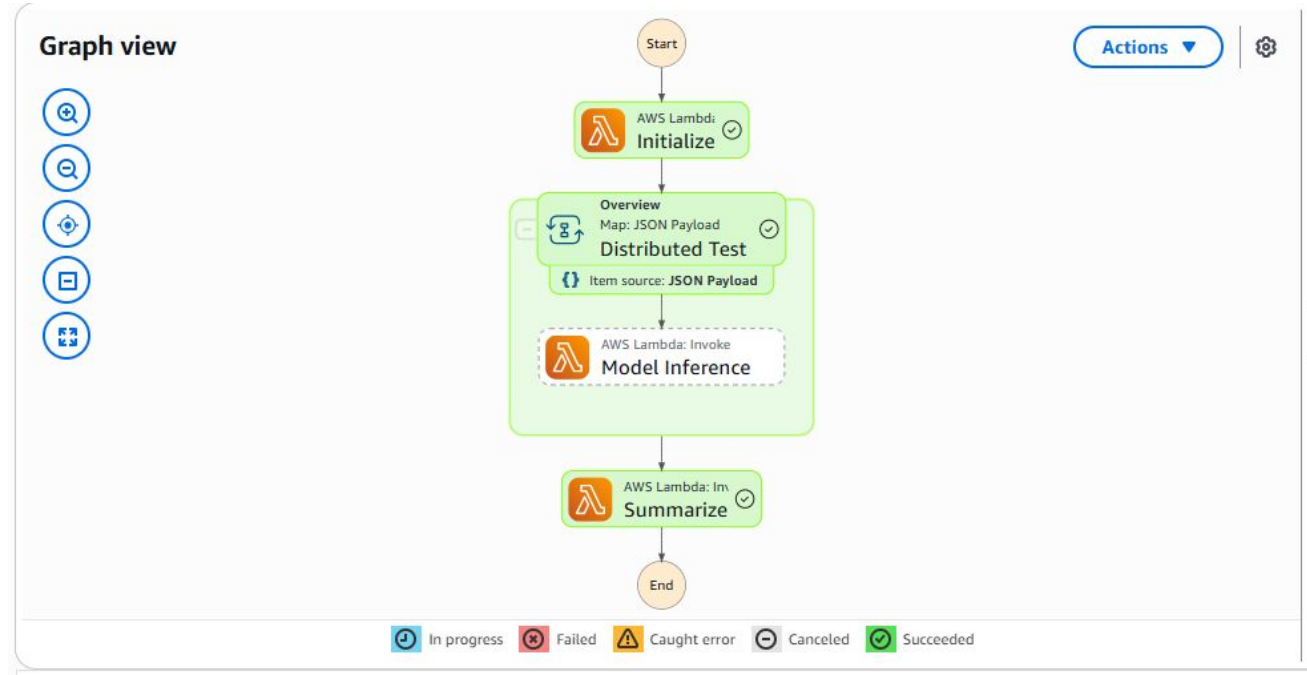 Graph view
Start
Actions
AWS Lambda
Initialize
Overview
Map: JSON Payload
Distributed Test
{} Item source: JSON Payload
AWS Lambda: Invoke
Model Inference
AWS Lambda: Inv
Summarize
End
In progress
Failed
Caught error
Canceled
Succeeded